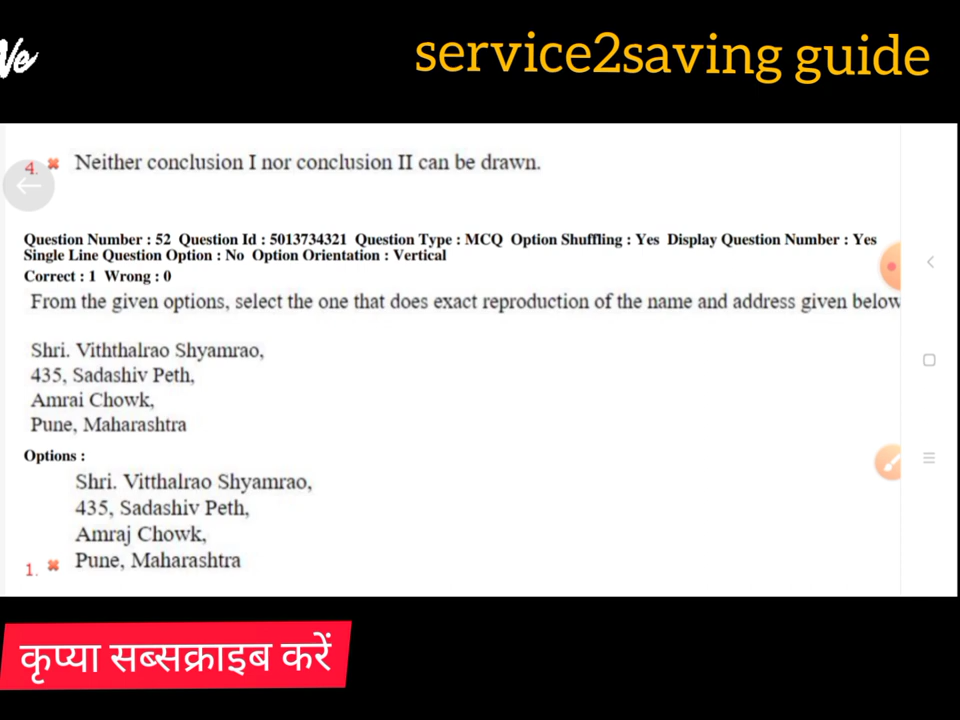 We
service2saving guide
4. Neither conclusion I nor conclusion II can be drawn.
Question Number : 52 Question Id : 5013734321 Question Type : MCQ Option Shuffling : Yes Display Question Number : Yes
Single Line Question Option : No Option Orientation : Vertical
Correct : 1 Wrong : 0
From the given options, select the one that does exact reproduction of the name and address given below
Shri. Viththalrao Shyamrao,
435, Sadashiv Peth,
Amrai Chowk,
Pune, Maharashtra
Options :
Shri. Vitthalrao Shyamrao,
435, Sadashiv Peth,
Amraj Chowk,
1. Pune, Maharashtra
कृप्या सब्सक्राइब करें